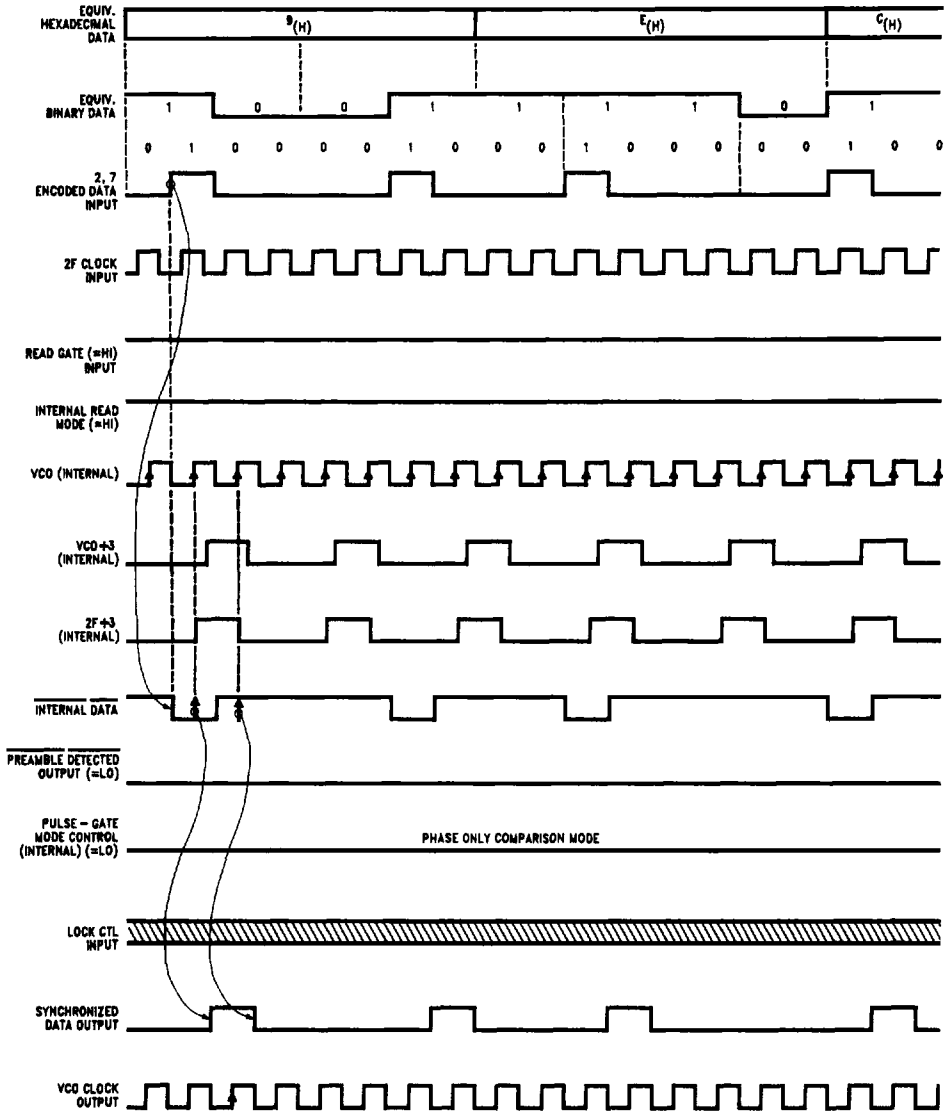 EQUIV.
HEXADECIMAL
DATA
9(H)
E(H)
C(H)
EQUIV.
BINARY DATA
1 0 0 1 1 1 1 0 1
0 1 0 0 0 0 1 0 0 0 1 0 0 0 0 0 1 0 0
2, 7
ENCODED DATA
INPUT
2F CLOCK
INPUT
READ GATE (=HI)
INPUT
INTERNAL READ
MODE (=HI)
VCO (INTERNAL)
VCO÷3
(INTERNAL)
2F÷3
(INTERNAL)
INTERNAL DATA
PREAMBLE DETECTED
OUTPUT (=LO)
PULSE-GATE
MODE CONTROL
(INTERNAL) (=LO)
PHASE ONLY COMPARISON MODE
LOCK CTL
INPUT
SYNCHRONIZED
DATA OUTPUT
VCO CLOCK
OUTPUT